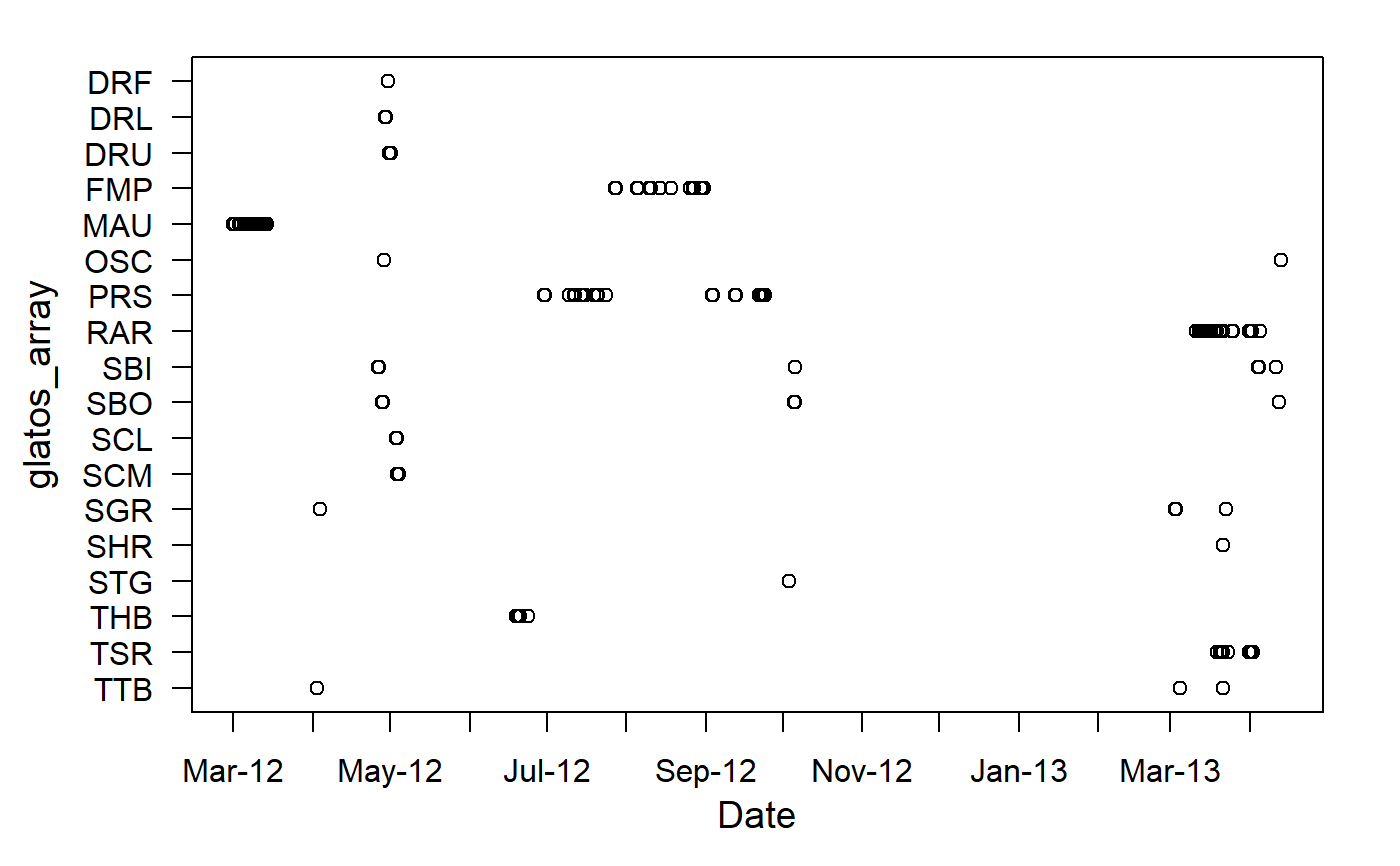 DRF
DRL
DRU
FMP
MAU
OSC
PRS
RAR
SBI
SBO
SCL
SCM
SGR
SHR
STG
THB
TSR
TTB
glatos_array
Mar-12 May-12 Jul-12 Sep-12 Nov-12 Jan-13 Mar-13
Date